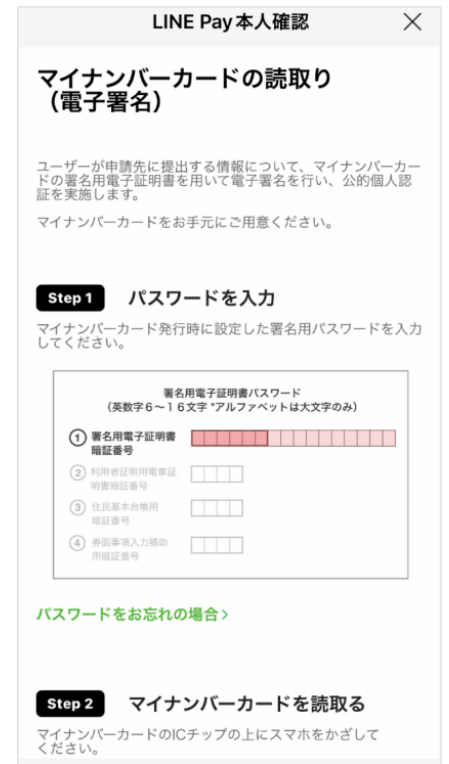 LINE Pay 本人確認
マイナンバーカードの読取り
（電子署名）
ユーザーが申請先に提出する情報について、マイナンバーカー
ドの署名用電子証明書を用いて電子署名を行い、公的個人認
証を実施します。
マイナンバーカードをお手元にご用意ください。
Step 1 パスワードを入力
マイナンバーカード発行時に設定した署名用パスワードを入力
してください。
署名用電子証明書パスワード
（英数字６〜１６文字 *アルファベットは大文字のみ）
① 署名用電子証明書
暗証番号
② 利用者証明用電車証
明書暗証番号
③ 住民基本台帳用
暗証番号
④ 券面事項入力補助
用暗証番号
パスワードをお忘れの場合 >
Step 2 マイナンバーカードを読取る
マイナンバーカードのICチップの上にスマホをかざして
ください。